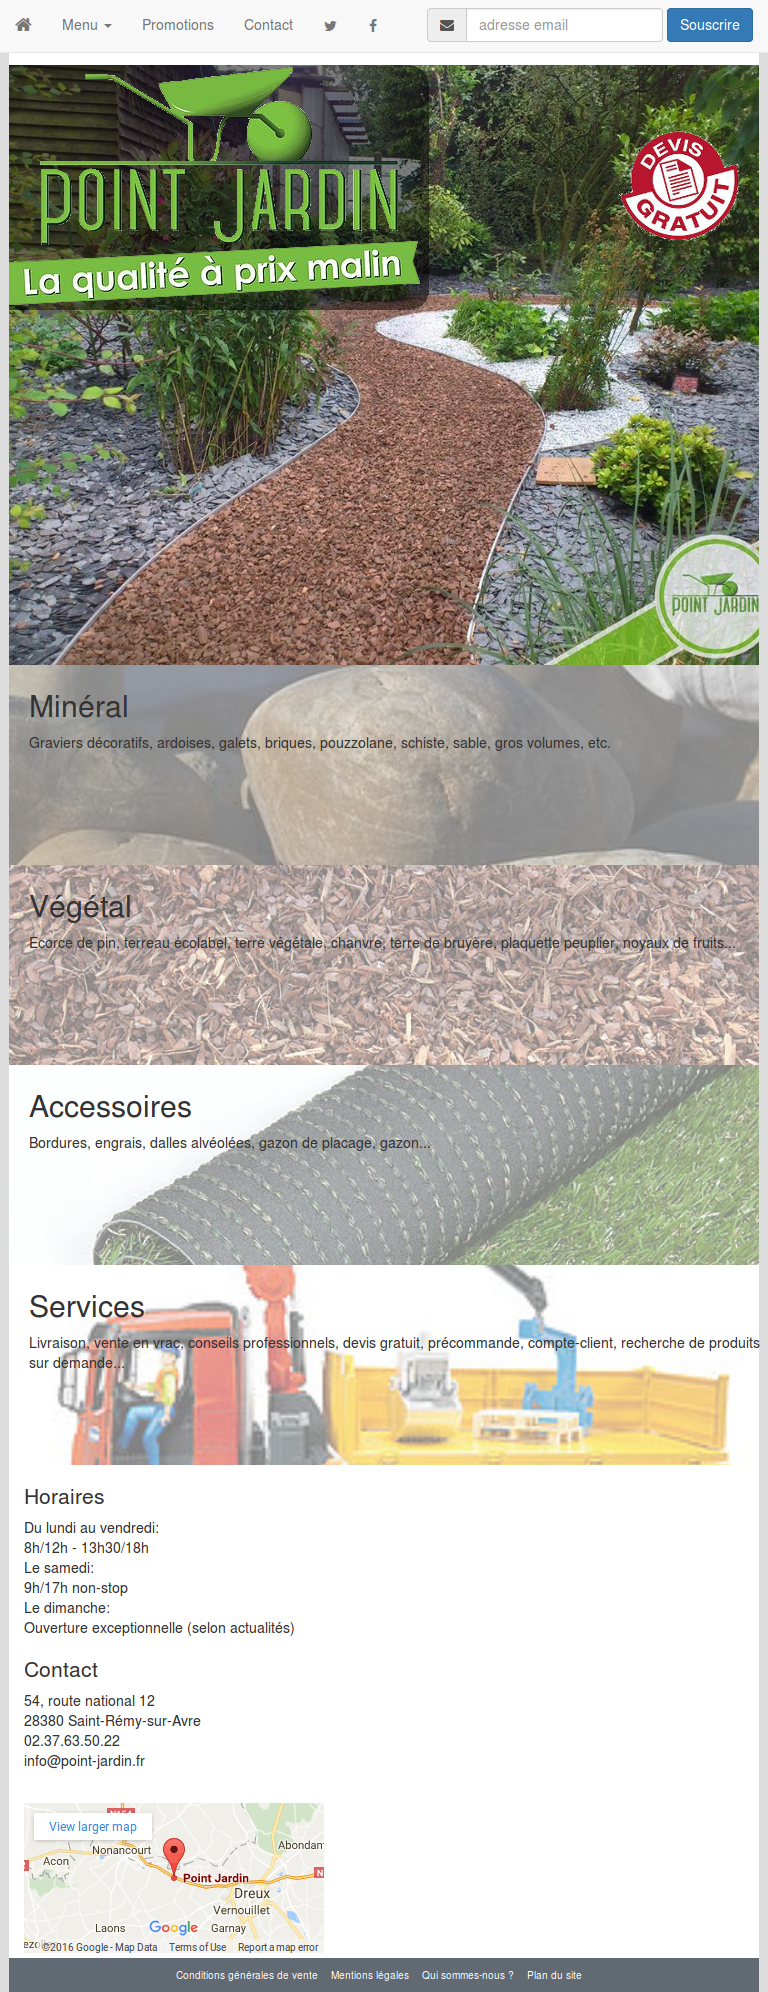 Menu
Promotions
Contact
adresse email
Souscrire
POINT JARDIN
La qualité à prix malin
DEVIS
GRATUIT
POINT JARDIN
Minéral
Graviers décoratifs, ardoises, galets, briques, pouzzolane, schiste, sable, gros volumes, etc.
Végétal
Ecorce de pin, terreau écolabel, terre végétale, chanvre, terre de bruyère, plaquette peuplier, noyaux de fruits...
Accessoires
Bordures, engrais, dalles alvéolées, gazon de placage, gazon...
Services
Livraison, vente en vrac, conseils professionnels, devis gratuit, précommande, compte-client, recherche de produits
sur demande...
Horaires
Du lundi au vendredi:
8h/12h - 13h30/18h
Le samedi:
9h/17h non-stop
Le dimanche:
Ouverture exceptionnelle (selon actualités)
Contact
54, route national 12
28380 Saint-Rémy-sur-Avre
02.37.63.50.22
info@point-jardin.fr
View larger map
Nonancourt
Abondan
Acon
Point Jardin
Dreux
Vernouillet
Laons
Google
Garnay
©2016 Google - Map Data
Terms of Use
Report a map error
Conditions générales de vente
Mentions légales
Qui sommes-nous ?
Plan du site